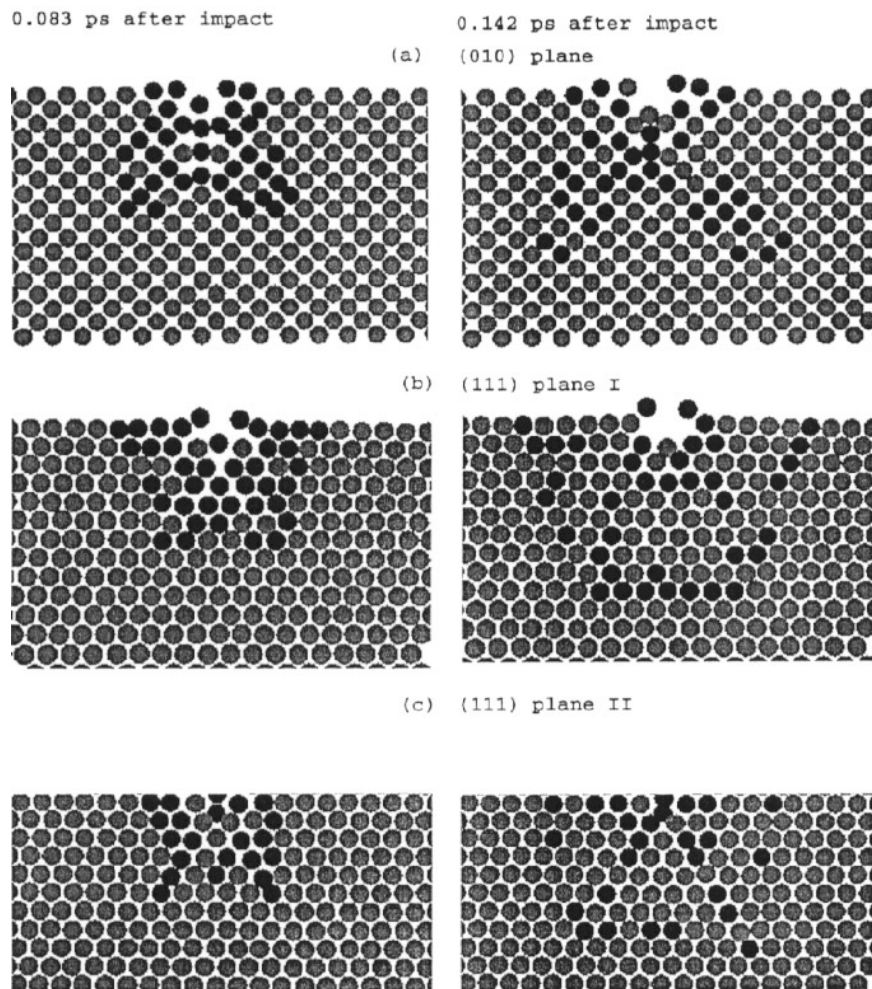 0.083 ps after impact
0.142 ps after impact
(a) (010) plane
(b) (111) plane I
(c) (111) plane II